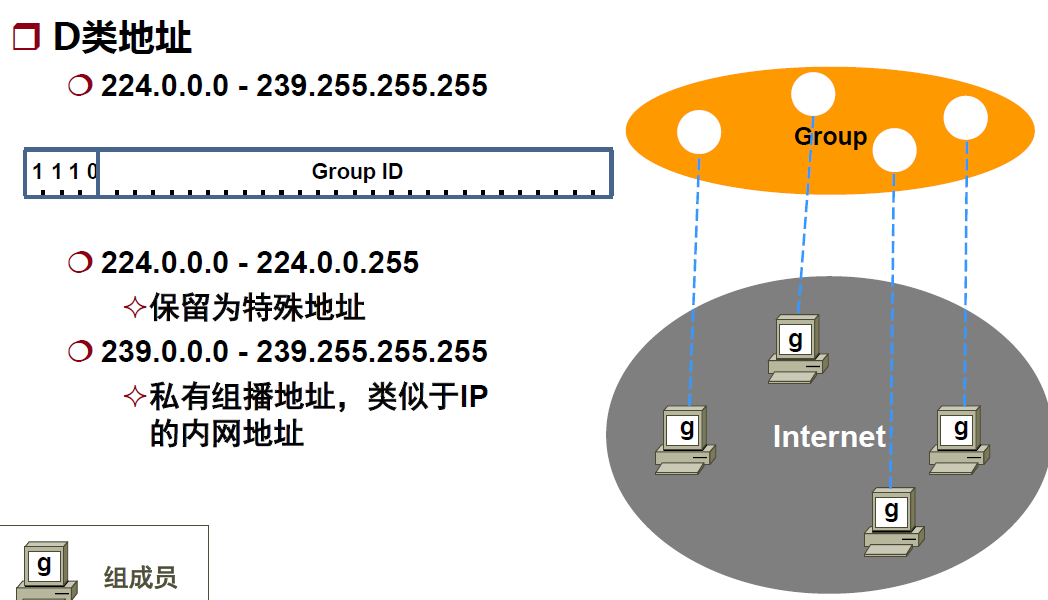 D类地址
224.0.0.0 - 239.255.255.255
1 1 1 0 Group ID
224.0.0.0 - 224.0.0.255
保留为特殊地址
239.0.0.0 - 239.255.255.255
私有组播地址，类似于IP
的内网地址
g 组成员
Group
g
g
Internet
g
g